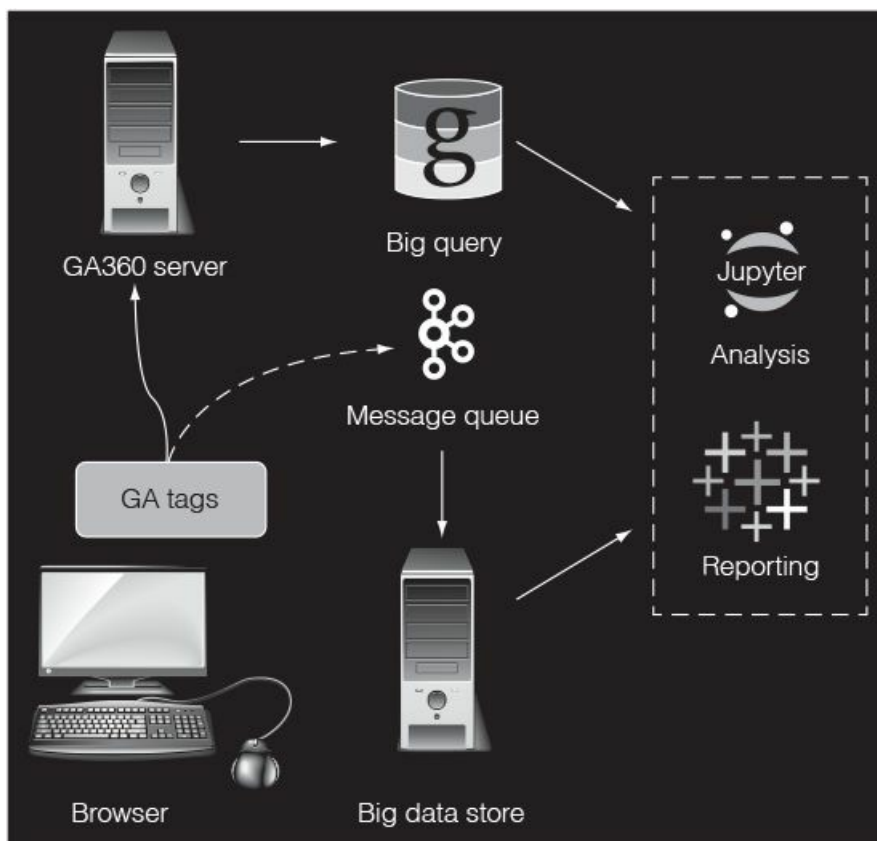 GA360 server
g
Big query
Jupyter
Analysis
Message queue
GA tags
Reporting
Browser
Big data store